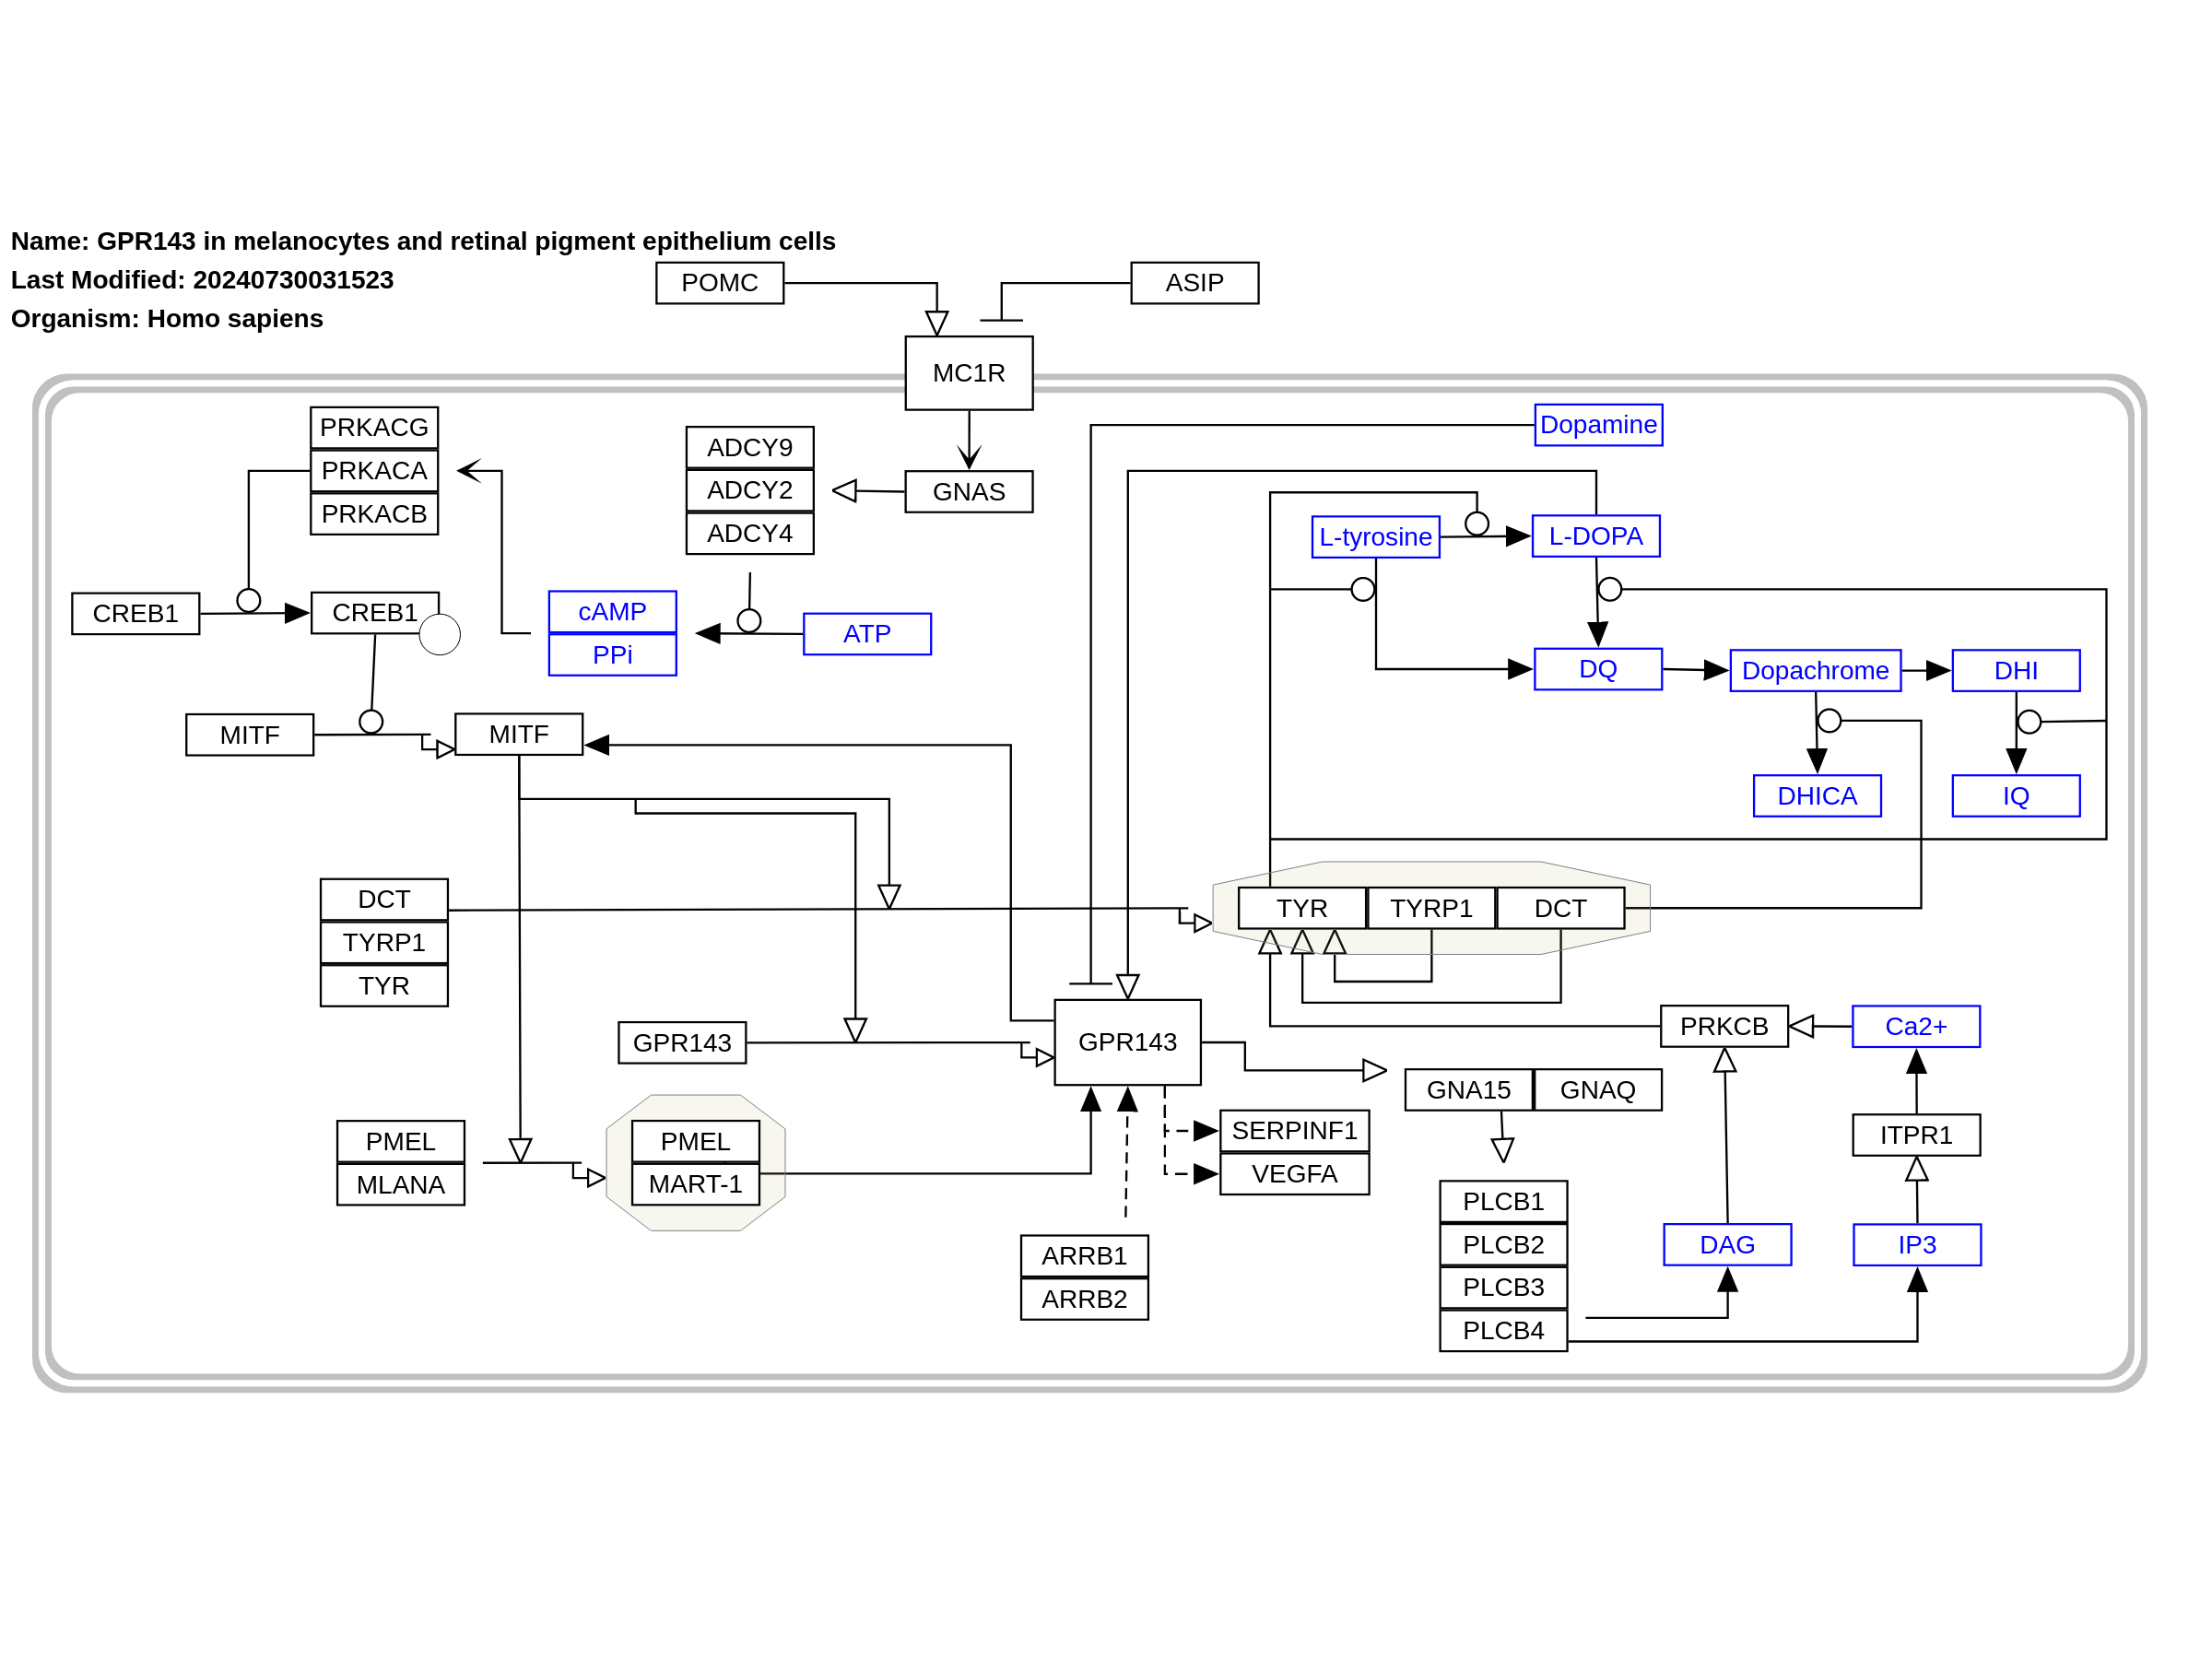 Name: GPR143 in melanocytes and retinal pigment epithelium cells
Last Modified: 20240730031523
Organism: Homo sapiens
POMC
ASIP
MC1R
PRKACG
PRKACA
PRKACB
ADCY9
ADCY2
ADCY4
GNAS
Dopamine
L-tyrosine
L-DOPA
CREB1
CREB1
cAMP
PPi
ATP
DQ
Dopachrome
DHI
MITF
MITF
DHICA
IQ
DCT
TYRP1
TYR
TYR
TYRP1
DCT
GPR143
GPR143
PRKCB
Ca2+
GNA15
GNAQ
PMEL
MLANA
PMEL
MART-1
SERPINF1
VEGFA
ITPR1
ARRB1
ARRB2
PLCB1
PLCB2
PLCB3
PLCB4
DAG
IP3